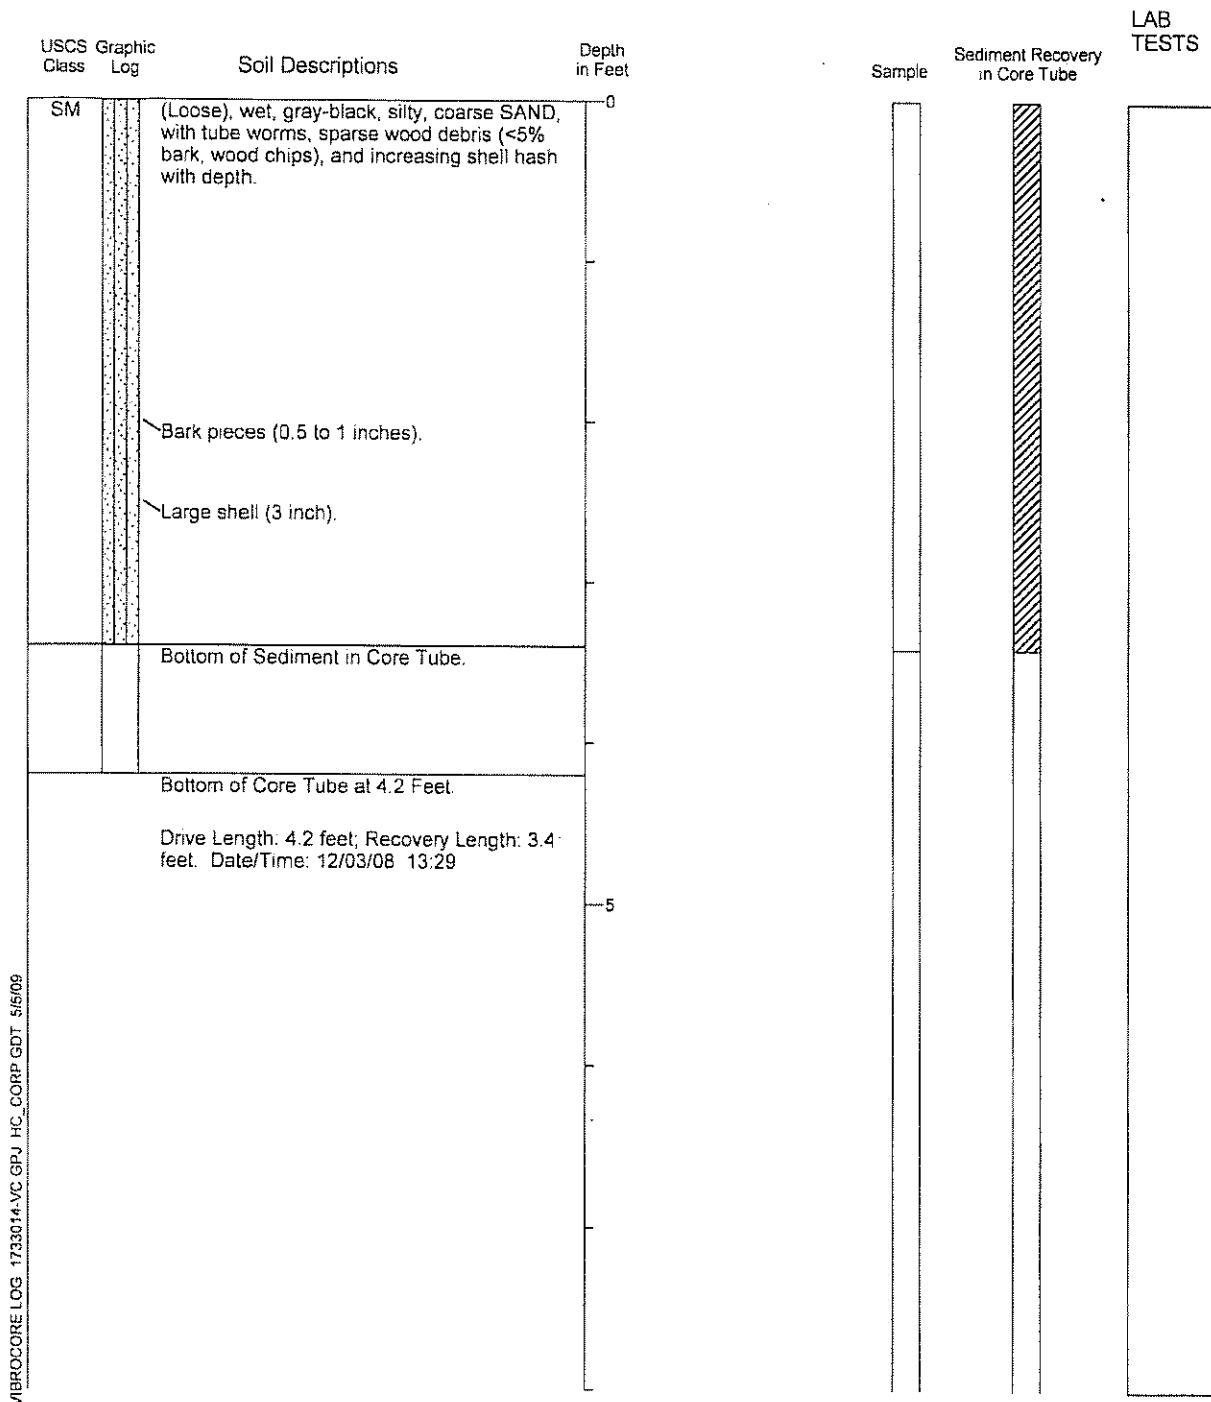 LAB
TESTS
USCS Graphic
Class Log
Soil Descriptions
Depth
in Feet
Sample
Sediment Recovery
in Core Tube
SM
(Loose), wet, gray-black, silty, coarse SAND,
with tube worms, sparse wood debris (<5%
bark, wood chips), and increasing shell hash
with depth.
0
Bark pieces (0.5 to 1 inches).
Large shell (3 inch).
Bottom of Sediment in Core Tube.
Bottom of Core Tube at 4.2 Feet.
Drive Length: 4.2 feet; Recovery Length: 3.4
feet. Date/Time: 12/03/08 13:29
5
VIBROCORE LOG 1733014-VC GPJ HC_CORP GDT 5/5/09